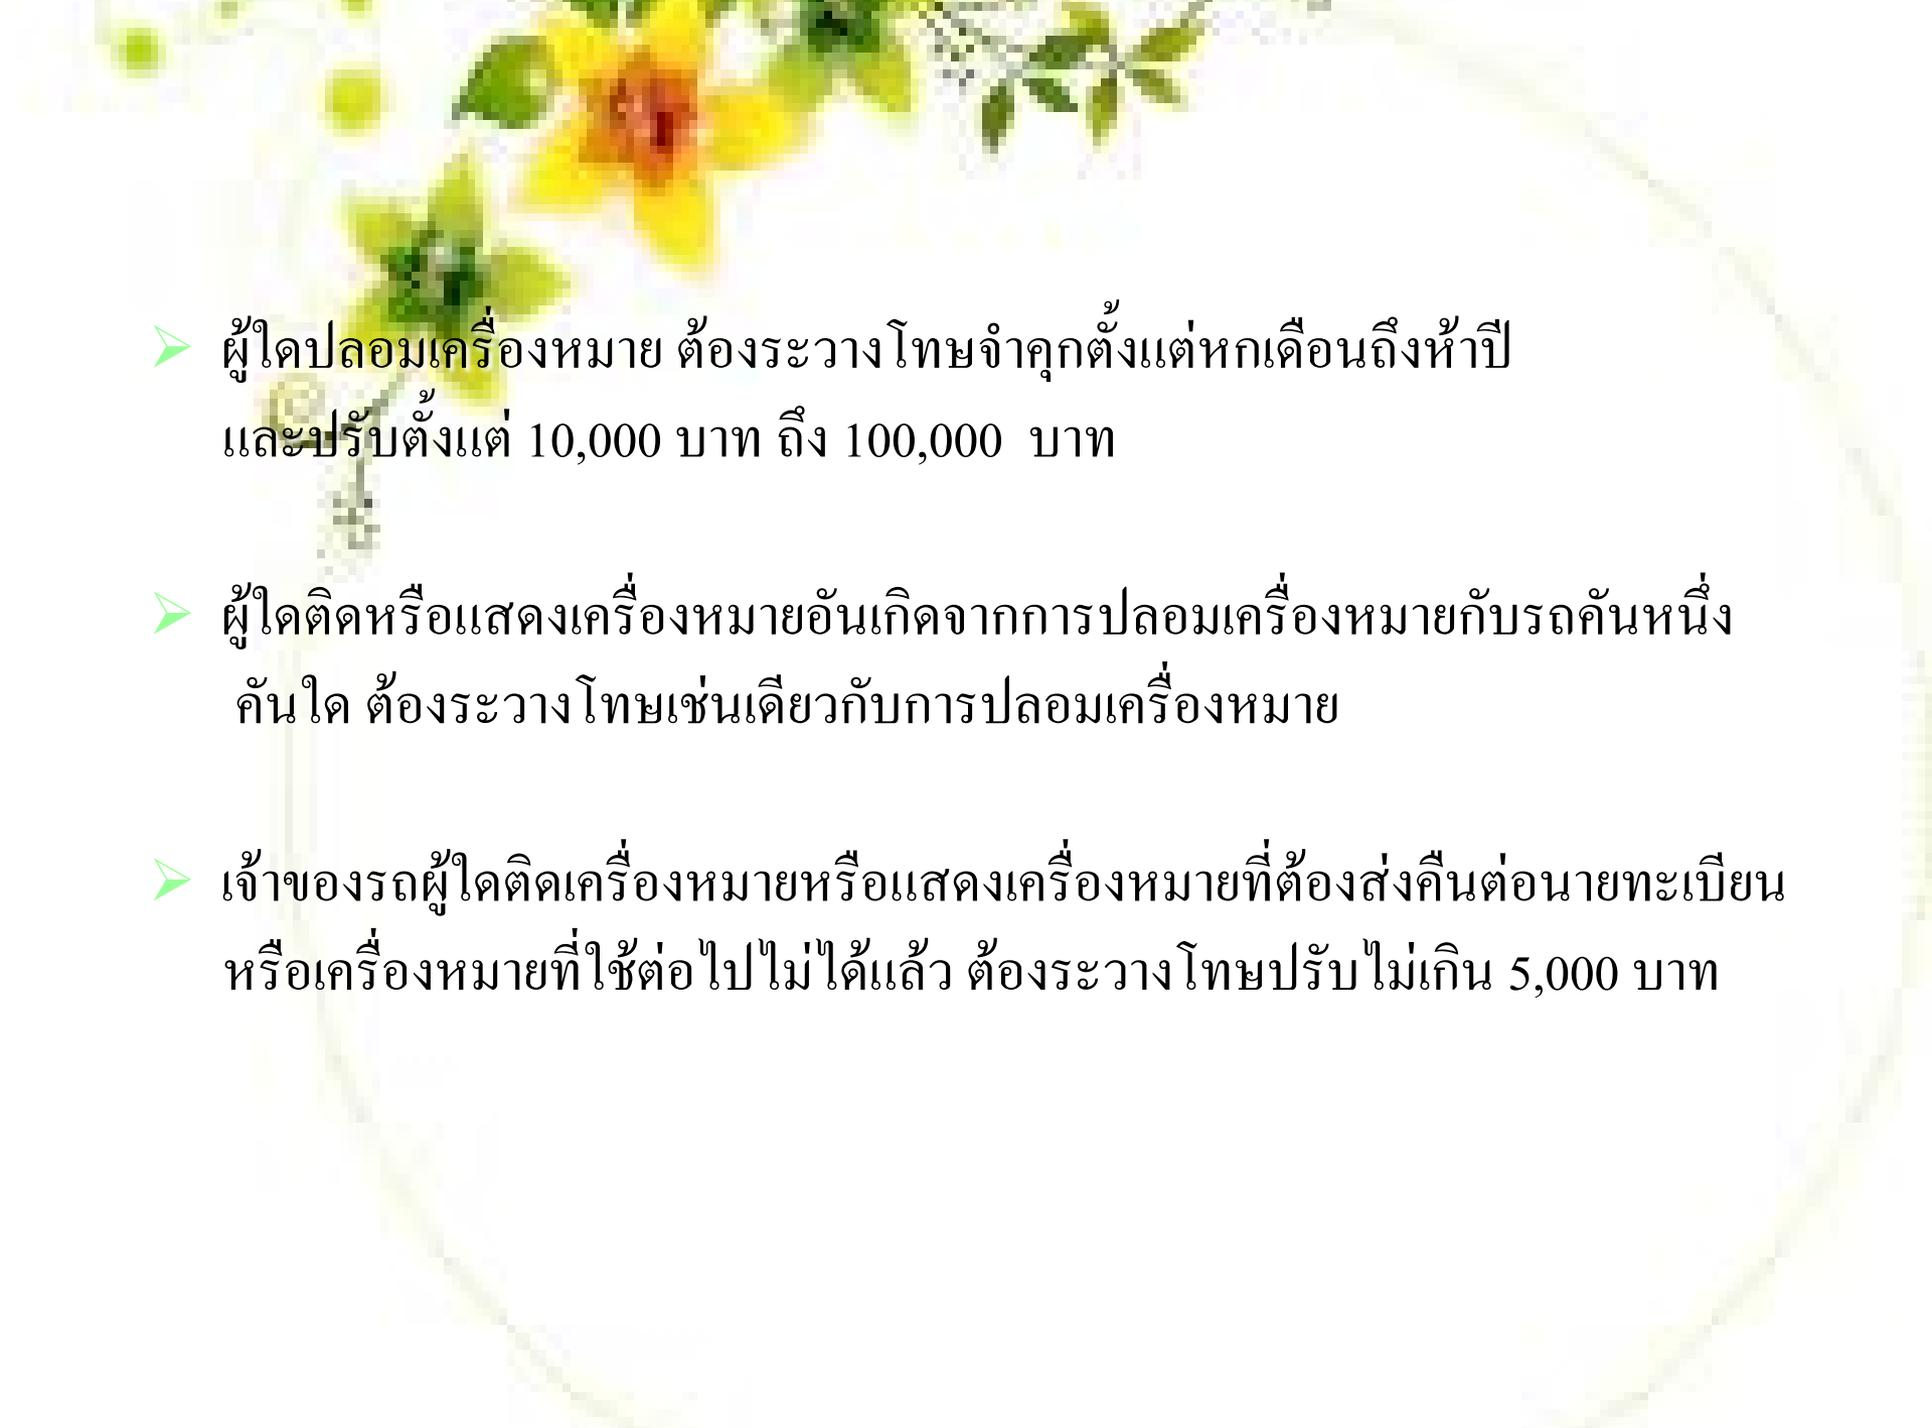 ผู้ใดปลอมเครื่องหมาย ต้องระวางโทษจำคุกตั้งแต่หกเดือนถึงห้าปี
และปรับตั้งแต่ 10,000 บาท ถึง 100,000 บาท
ผู้ใดติดหรือแสดงเครื่องหมายอันเกิดจากการปลอมเครื่องหมายกับรถคันหนึ่ง
คันใด ต้องระวางโทษเช่นเดียวกับการปลอมเครื่องหมาย
เจ้าของรถผู้ใดติดเครื่องหมายหรือแสดงเครื่องหมายที่ต้องส่งคืนต่อนายทะเบียน
หรือเครื่องหมายที่ใช้ต่อไปไม่ได้แล้ว ต้องระวางโทษปรับไม่เกิน 5,000 บาท